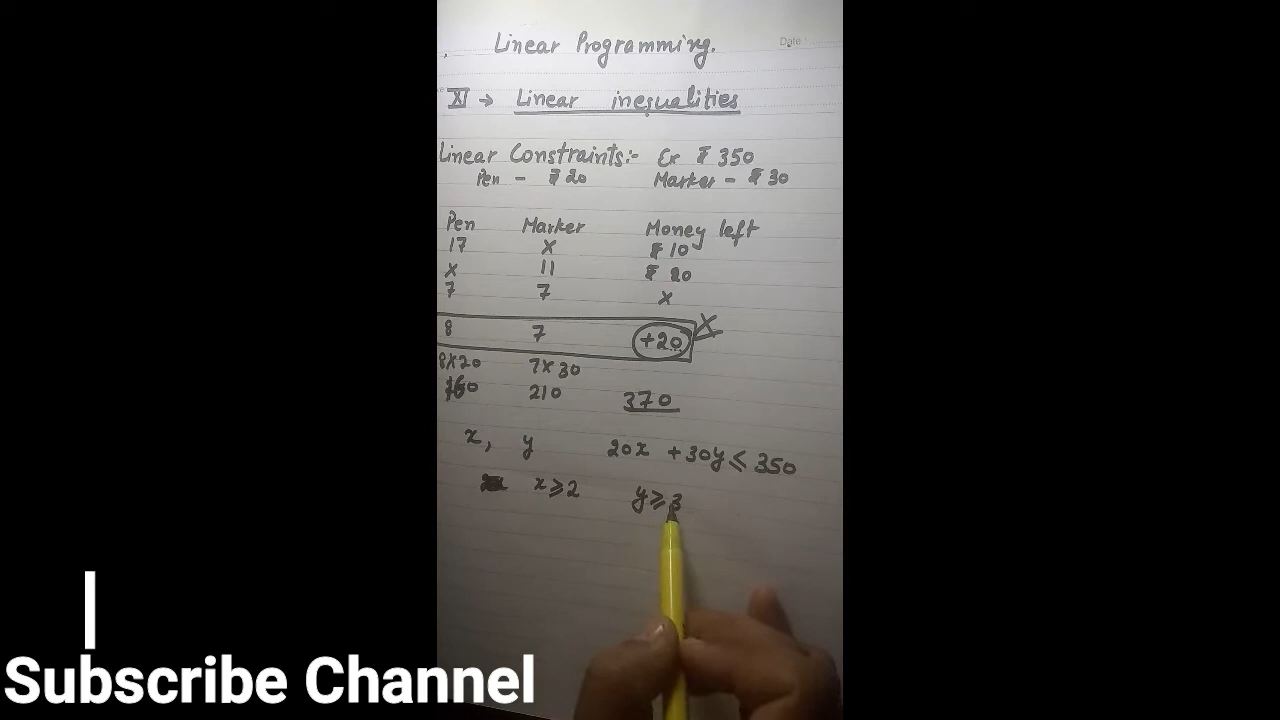 Linear Programming.
Date :
XI → Linear inequalities
Linear Constraints:- Ex ₹ 350
Pen - ₹ 20 Marker - ₹ 30
Pen Marker Money left
17 X ₹ 10
X 11 ₹ 20
7 7 X
8 7 +20 X
8X20 7X30
160 210 370
x, y 20x + 30y ≤ 350
x ≥ 2 y ≥ 3
Subscribe Channel